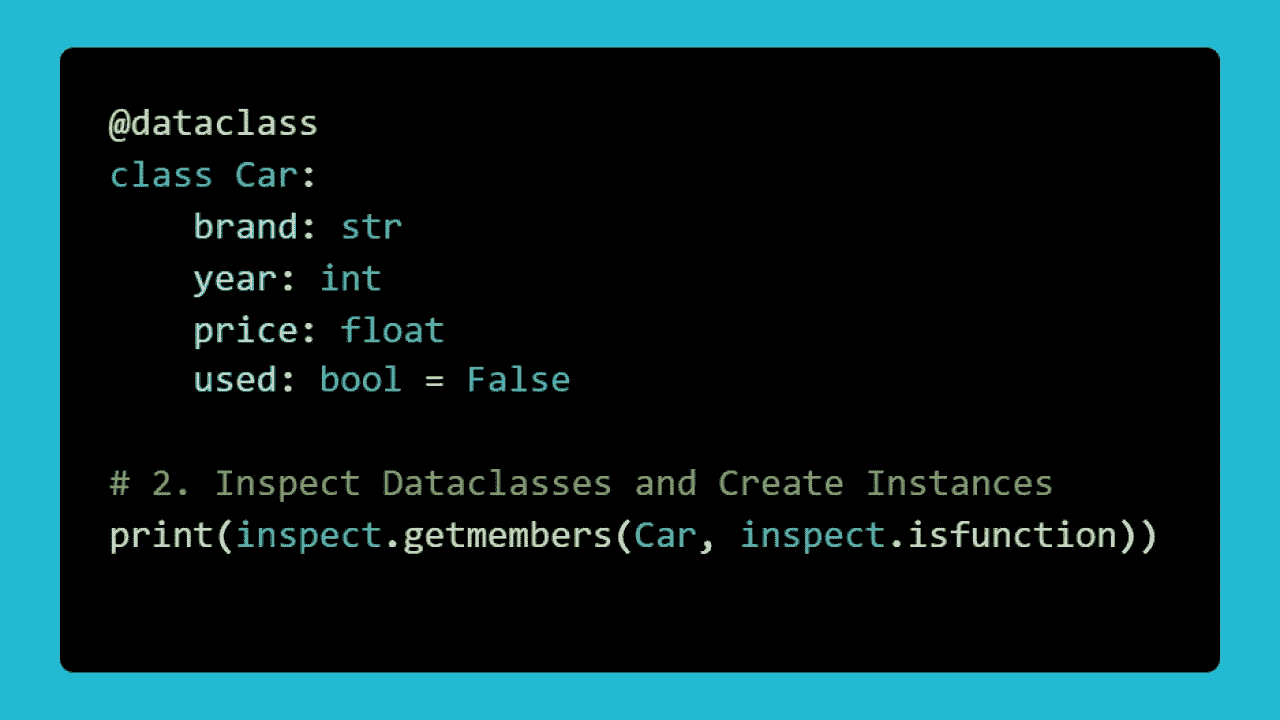 @dataclass
class Car:
    brand: str
    year: int
    price: float
    used: bool = False
# 2. Inspect Dataclasses and Create Instances
print(inspect.getmembers(Car, inspect.isfunction))